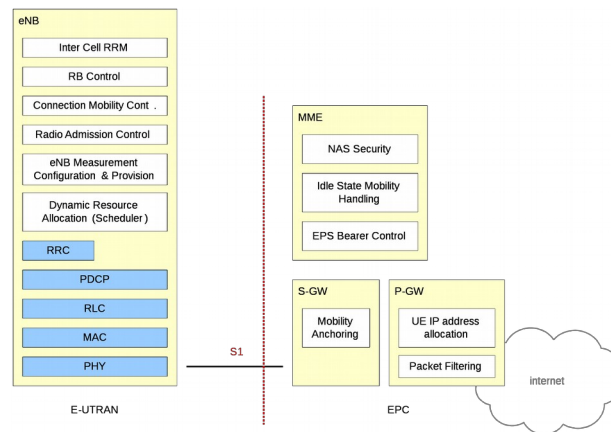 eNB
Inter Cell RRM
RB Control
Connection Mobility Cont .
Radio Admission Control
eNB Measurement
Configuration & Provision
Dynamic Resource
Allocation (Scheduler)
RRC
PDCP
RLC
MAC
PHY
S1
MME
NAS Security
Idle State Mobility
Handling
EPS Bearer Control
S-GW
Mobility
Anchoring
P-GW
UE IP address
allocation
Packet Filtering
internet
E-UTRAN
EPC